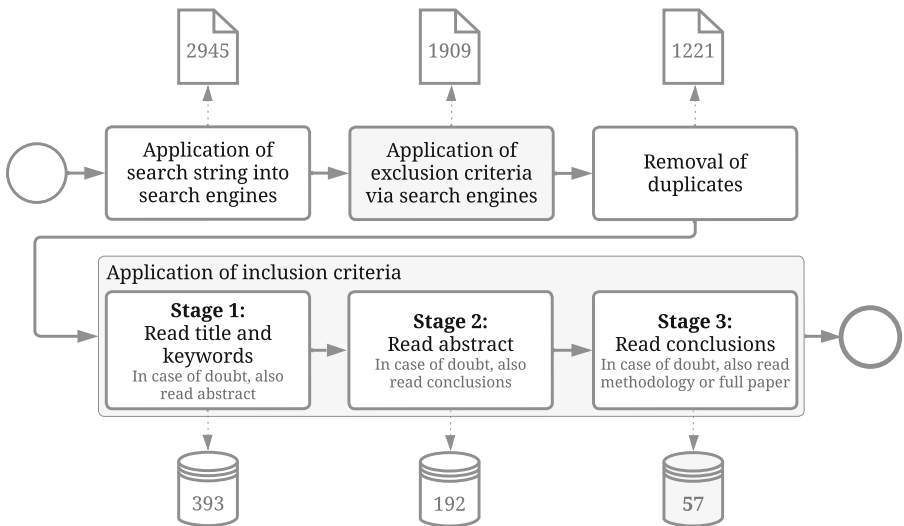 2945
1909
1221
Application of
search string into
search engines
Application of
exclusion criteria
via search engines
Removal of
duplicates
Application of inclusion criteria
Stage 1:
Read title and
keywords
In case of doubt, also
read abstract
Stage 2:
Read abstract
In case of doubt, also
read conclusions
Stage 3:
Read conclusions
In case of doubt, also read
methodology or full paper
393
192
57